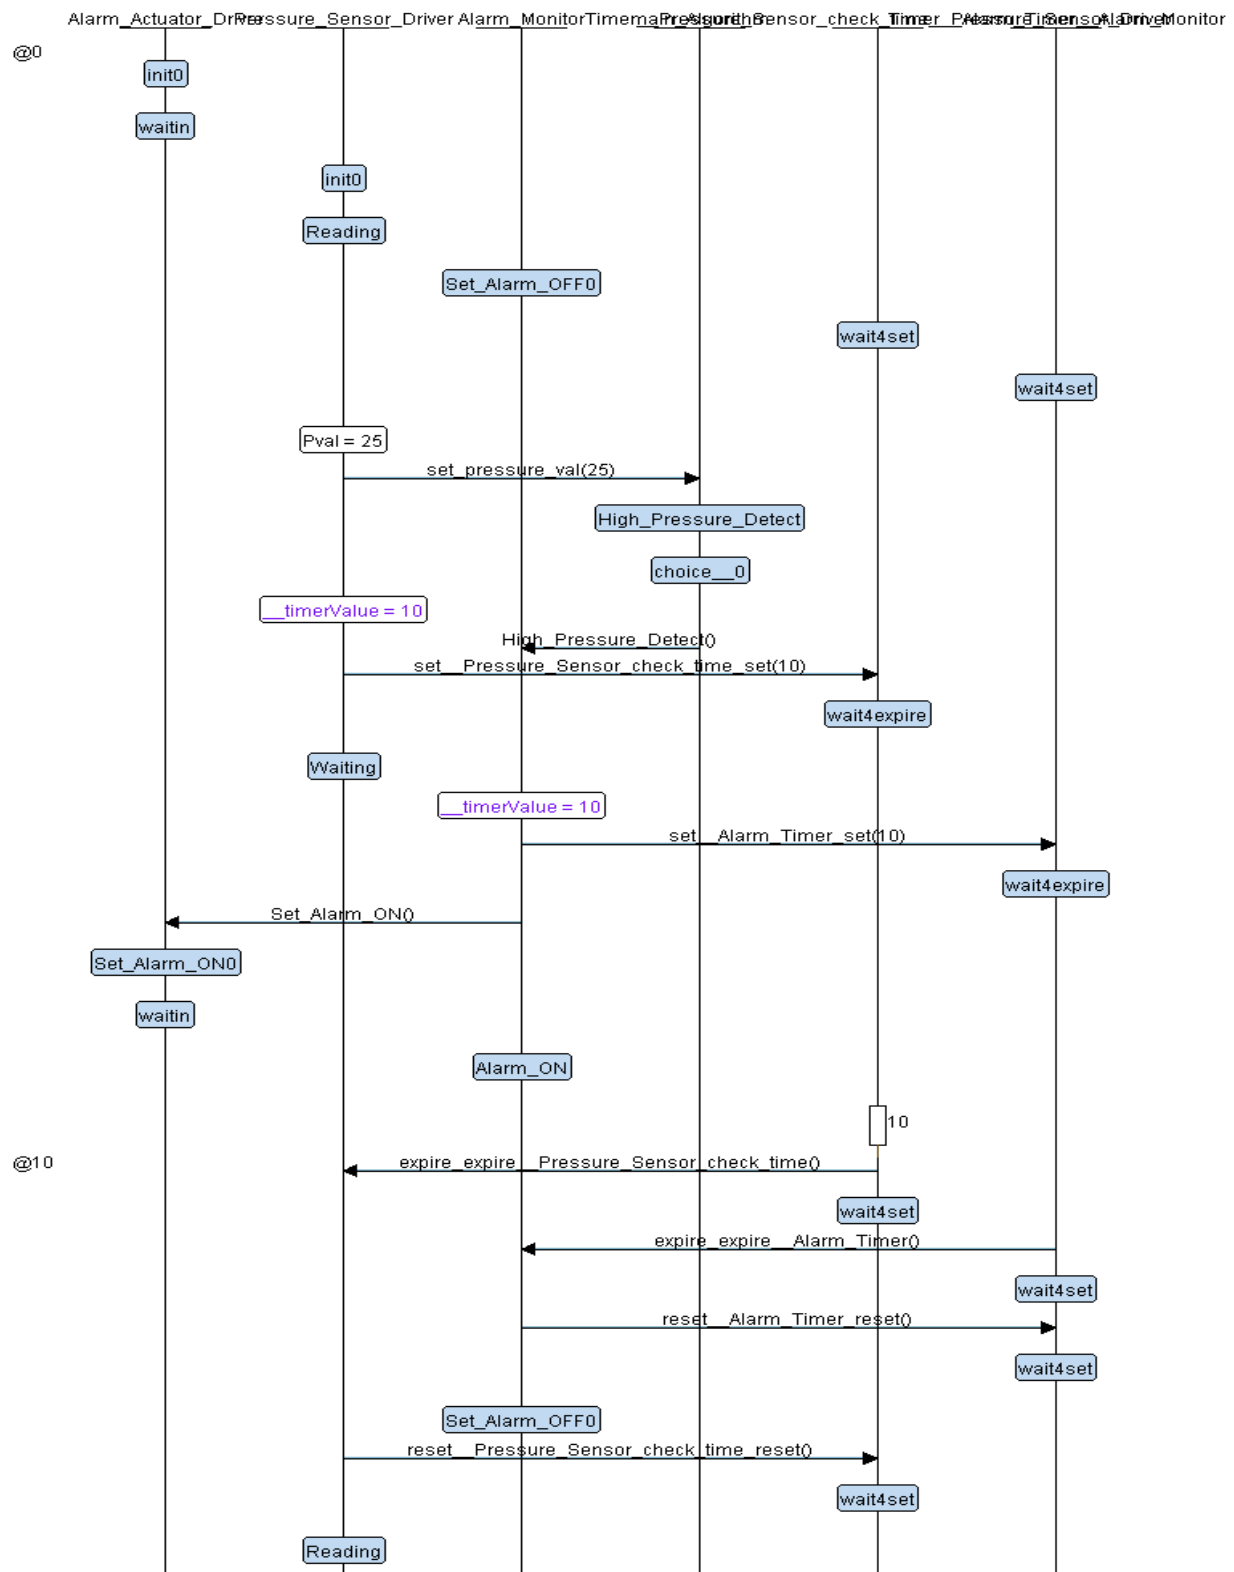 Alarm_Actuator_Driver Pressure_Sensor_Driver Alarm_Monitor main_Algorithm
@0
init0
waitin
init0
Reading
Set_Alarm_OFF0
wait4set
wait4set
Pval = 25
set_pressure_val(25)
High_Pressure_Detect
choice__0
__timerValue = 10
High_Pressure_Detect()
set__Pressure_Sensor_check_time_set(10)
wait4expire
Waiting
__timerValue = 10
set__Alarm_Timer_set(10)
wait4expire
Set_Alarm_ON()
Set_Alarm_ON0
waitin
Alarm_ON
10
@10
expire_expire__Pressure_Sensor_check_time()
wait4set
expire_expire__Alarm_Timer()
wait4set
reset__Alarm_Timer_reset()
wait4set
Set_Alarm_OFF0
reset__Pressure_Sensor_check_time_reset()
wait4set
Reading